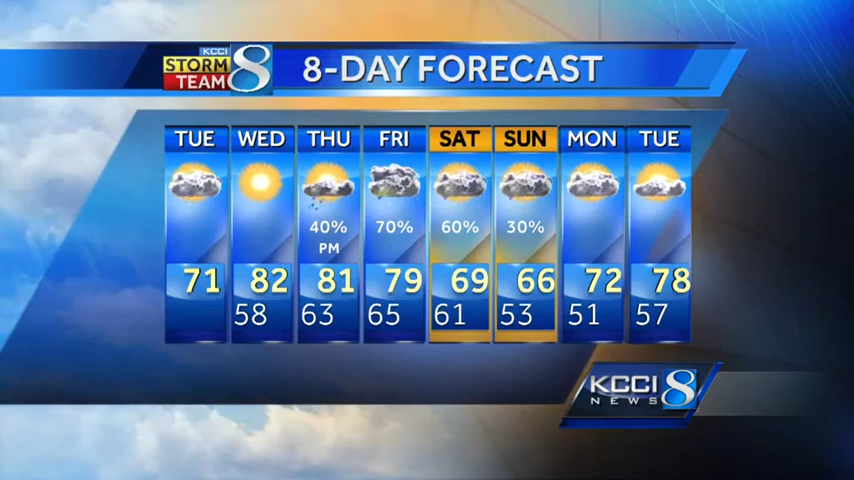 KCCI
STORM
TEAM 8
8-DAY FORECAST
TUE WED THU FRI SAT SUN MON TUE
40% 70% 60% 30%
PM
71 82 81 79 69 66 72 78
58 63 65 61 53 51 57
KCCI 8
NEWS